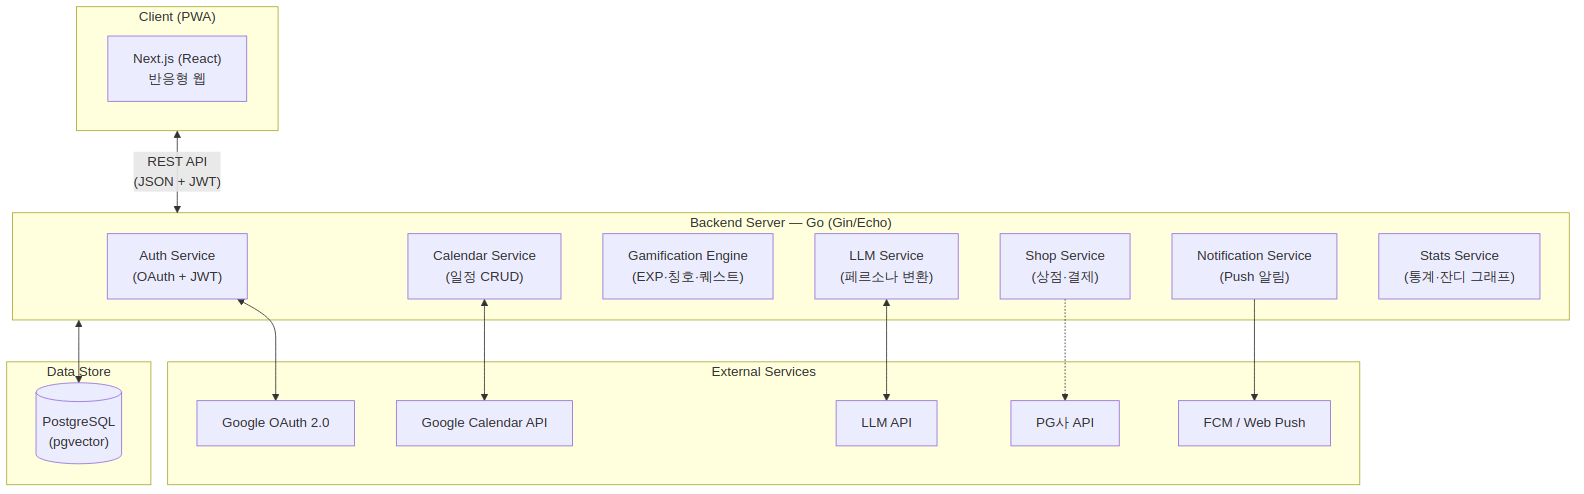 Client (PWA)
Next.js (React)
반응형 웹
REST API
(JSON + JWT)
Backend Server — Go (Gin/Echo)
Auth Service
(OAuth + JWT)
Calendar Service
(일정 CRUD)
Gamification Engine
(EXP·칭호·퀘스트)
LLM Service
(페르소나 변환)
Shop Service
(상점·결제)
Notification Service
(Push 알림)
Stats Service
(통계·잔디 그래프)
Data Store
PostgreSQL
(pgvector)
External Services
Google OAuth 2.0
Google Calendar API
LLM API
PG사 API
FCM / Web Push